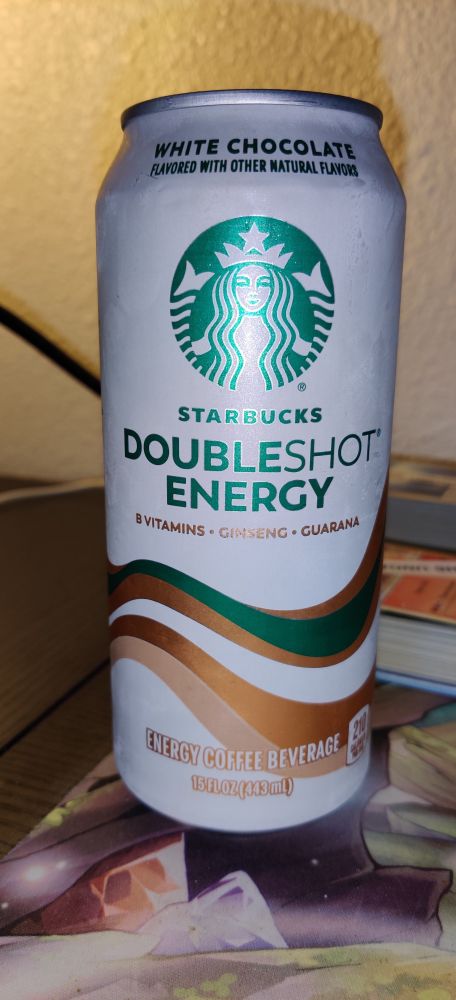 WHITE CHOCOLATE
FLAVORED WITH OTHER NATURAL FLAVORS
®
STARBUCKS
DOUBLESHOT®
ENERGY
B VITAMINS • GINSENG • GUARANA
ENERGY COFFEE BEVERAGE
210
15 FL OZ (443 mL)